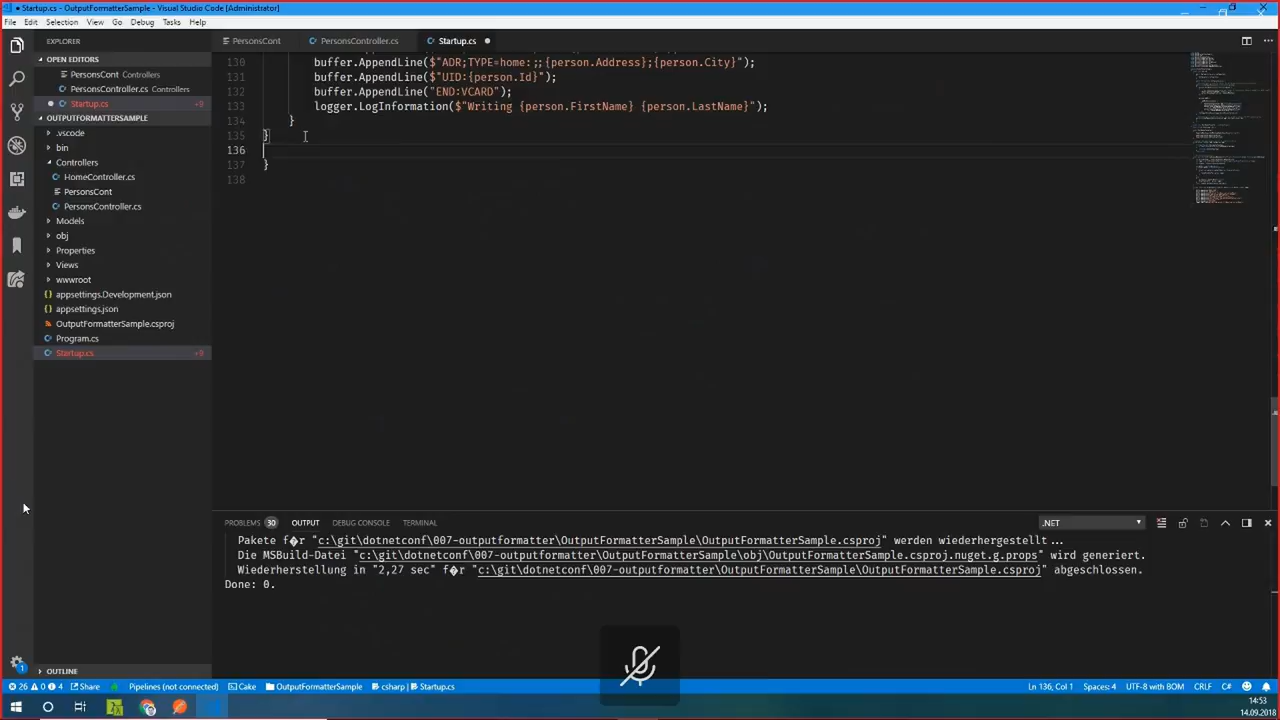 ● Startup.cs - OutputFormatterSample - Visual Studio Code [Administrator]
File Edit Selection View Go Debug Tasks Help
EXPLORER
PersonsCont
PersonsController.cs
Startup.cs ●
OPEN EDITORS
PersonsCont Controllers
PersonsController.cs Controllers
● Startup.cs +9
OUTPUTFORMATTERSAMPLE
.vscode
bin
Controllers
HomeController.cs
PersonsCont
PersonsController.cs
Models
obj
Properties
Views
wwwroot
{} appsettings.Development.json
{} appsettings.json
OutputFormatterSample.csproj
Program.cs
Startup.cs +9
OUTLINE
130 buffer.AppendLine($"ADR;TYPE=home:;;{person.Address};{person.City}");
131 buffer.AppendLine($"UID:{person.Id}");
132 buffer.AppendLine("END:VCARD");
133 logger.LogInformation($"Writing {person.FirstName} {person.LastName}");
134 }
135 }
136
137 }
138
PROBLEMS 30 OUTPUT DEBUG CONSOLE TERMINAL .NET
Pakete f�r "c:\git\dotnetconf\007-outputformatter\OutputFormatterSample\OutputFormatterSample.csproj" werden wiederhergestellt...
Die MSBuild-Datei "c:\git\dotnetconf\007-outputformatter\OutputFormatterSample\obj\OutputFormatterSample.csproj.nuget.g.props" wird generiert.
Wiederherstellung in "2,27 sec" f�r "c:\git\dotnetconf\007-outputformatter\OutputFormatterSample\OutputFormatterSample.csproj" abgeschlossen.
Done: 0.
1
26 0 4 Share Pipelines (not connected) Cake OutputFormatterSample csharp | Startup.cs Ln 136, Col 1 Spaces: 4 UTF-8 with BOM CRLF C#
14:53
14.09.2018